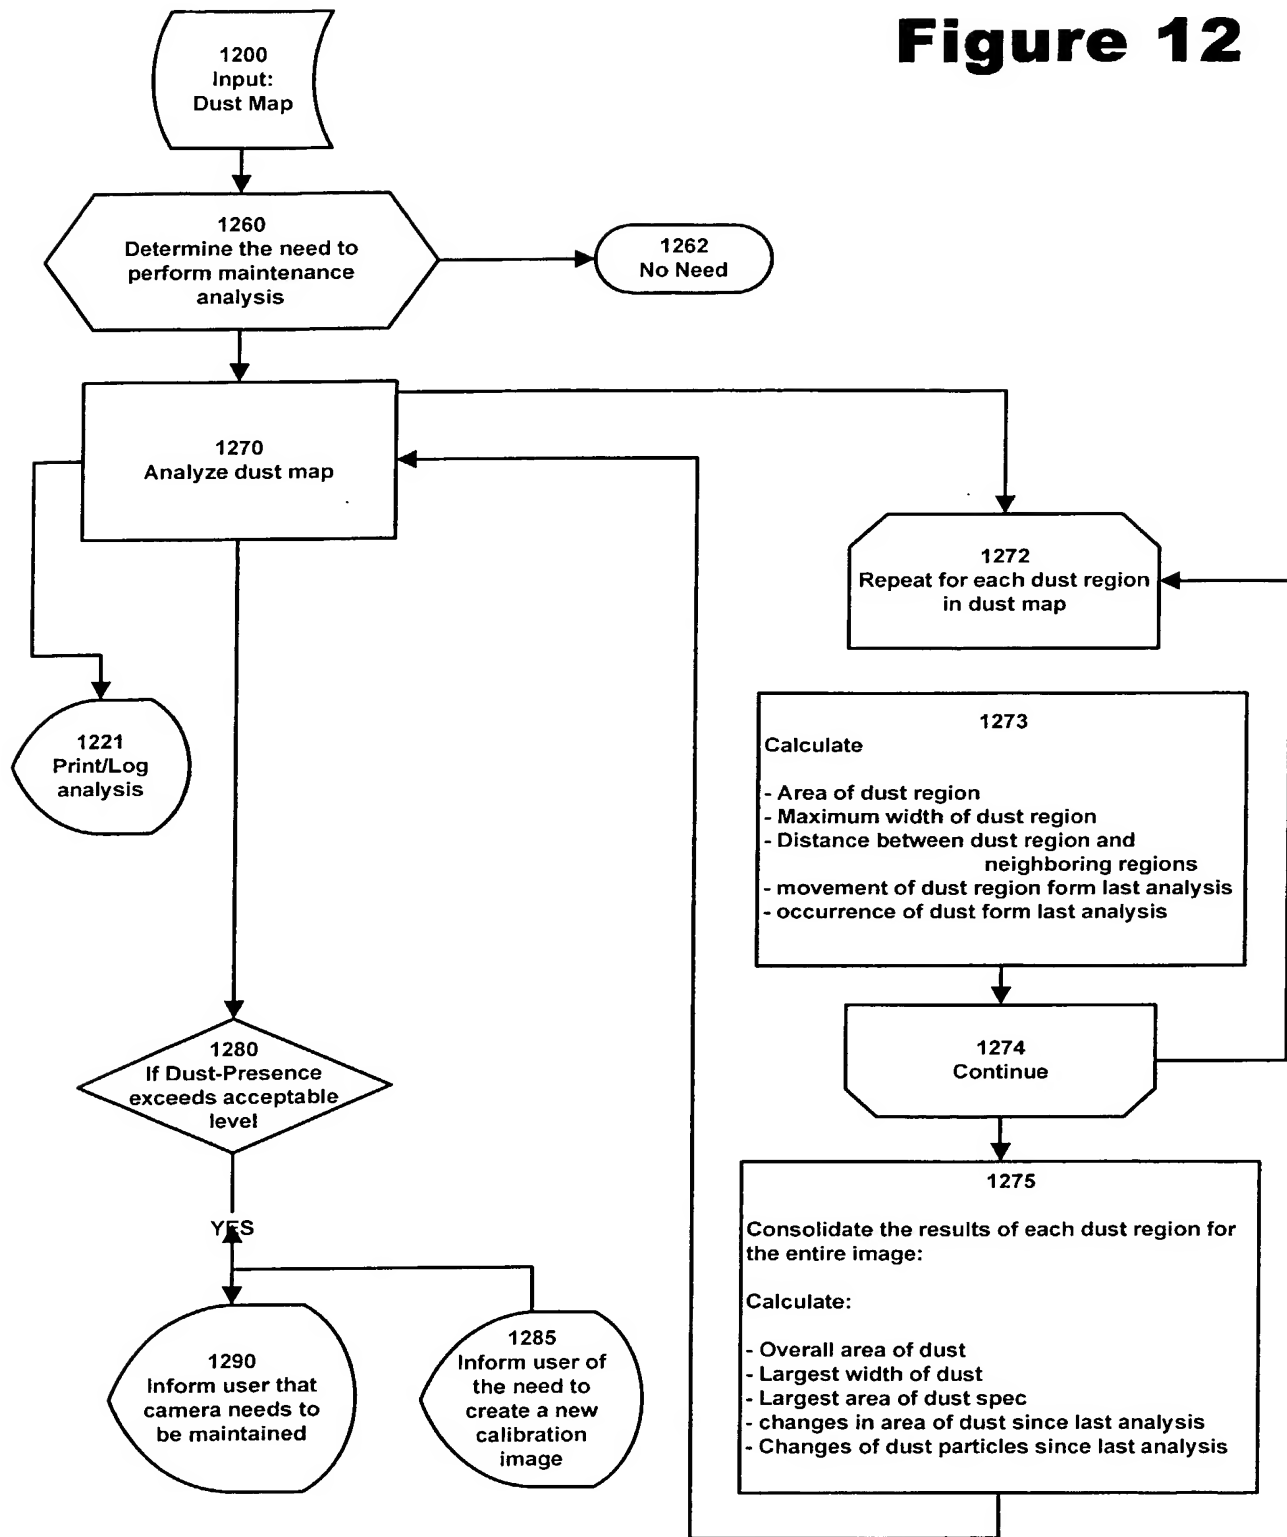 Figure 12
1200
Input:
Dust Map
1260
Determine the need to
perform maintenance
analysis
1262
No Need
1270
Analyze dust map
1272
Repeat for each dust region
in dust map
1221
Print/Log
analysis
1273
Calculate
- Area of dust region
- Maximum width of dust region
- Distance between dust region and
neighboring regions
- movement of dust region form last analysis
- occurrence of dust form last analysis
1274
Continue
1280
If Dust-Presence
exceeds acceptable
level
YES
1275
Consolidate the results of each dust region for
the entire image:
Calculate:
- Overall area of dust
- Largest width of dust
- Largest area of dust spec
- changes in area of dust since last analysis
- Changes of dust particles since last analysis
1290
Inform user that
camera needs to
be maintained
1285
Inform user of
the need to
create a new
calibration
image